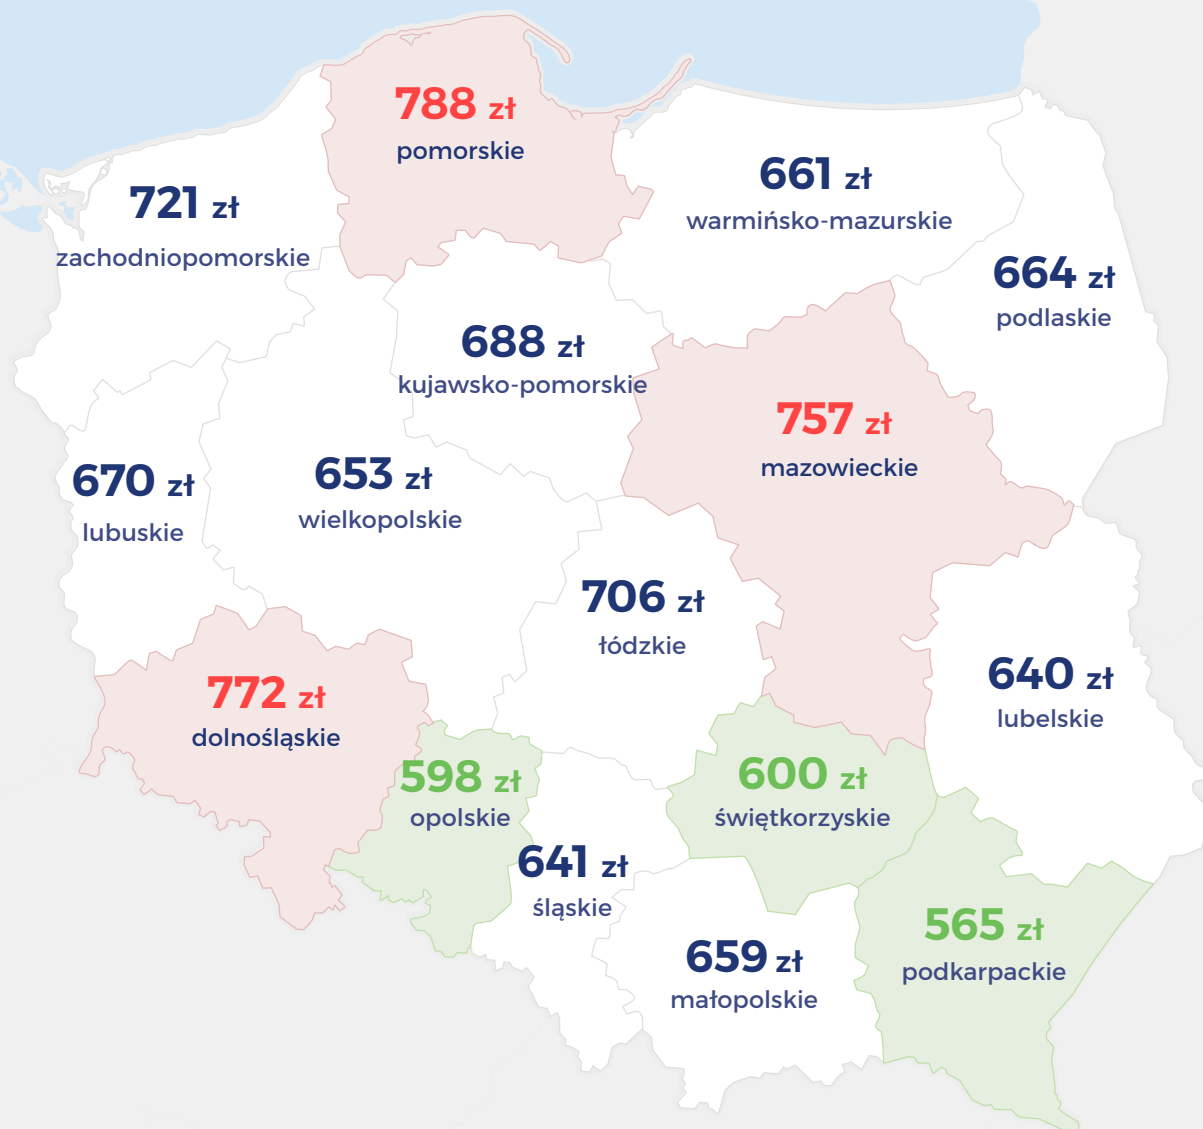 788 zł
pomorskie
661 zł
warmińsko-mazurskie
721 zł
zachodniopomorskie
664 zł
podlaskie
688 zł
kujawsko-pomorskie
757 zł
mazowieckie
670 zł
lubuskie
653 zł
wielkopolskie
706 zł
łódzkie
772 zł
dolnośląskie
640 zł
lubelskie
598 zł
opolskie
600 zł
świętkorzyskie
641 zł
śląskie
565 zł
podkarpackie
659 zł
małopolskie